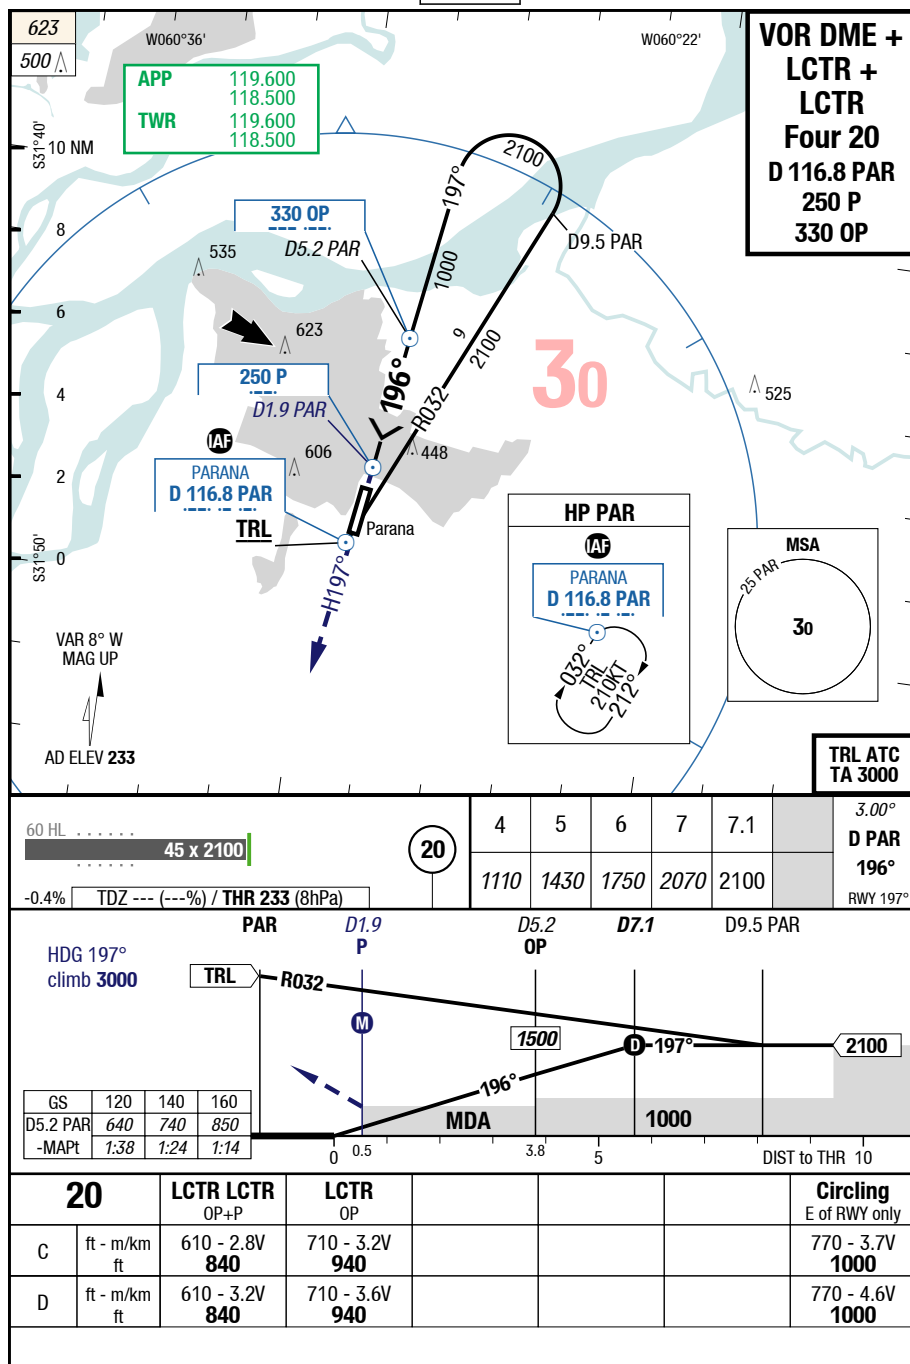 623
500
W060°36'
W060°22'
VOR DME +
LCTR +
LCTR
Four 20
D 116.8 PAR
250 P
330 OP
APP 119.600
118.500
TWR 119.600
118.500
S31°40'
10 NM
8
6
4
2
0
S31°50'
2100
197°
1000
330 OP
D5.2 PAR
D9.5 PAR
535
623
9
2100
30
250 P
D1.9 PAR
196°
R032
525
IAF
606
448
PARANA
D 116.8 PAR
TRL
Parana
H197°
HP PAR
IAF
PARANA
D 116.8 PAR
032°
TRL
210KT
212°
MSA
25 PAR
30
VAR 8° W
MAG UP
AD ELEV 233
TRL ATC
TA 3000
60 HL
45 x 2100
-0.4% TDZ --- (---%) / THR 233 (8hPa)
20
4 5 6 7 7.1
1110 1430 1750 2070 2100
3.00°
D PAR
196°
RWY 197°
PAR D1.9 D5.2 D7.1 D9.5 PAR
P OP
HDG 197°
climb 3000
TRL
R032
M
1500
D
197°
2100
196°
MDA
1000
GS 120 140 160
D5.2 PAR 640 740 850
-MAPt 1:38 1:24 1:14
0 0.5 3.8 5 DIST to THR 10
20 LCTR LCTR LCTR Circling
OP+P OP E of RWY only
C ft - m/km 610 - 2.8V 710 - 3.2V 770 - 3.7V
ft 840 940 1000
D ft - m/km 610 - 3.2V 710 - 3.6V 770 - 4.6V
ft 840 940 1000